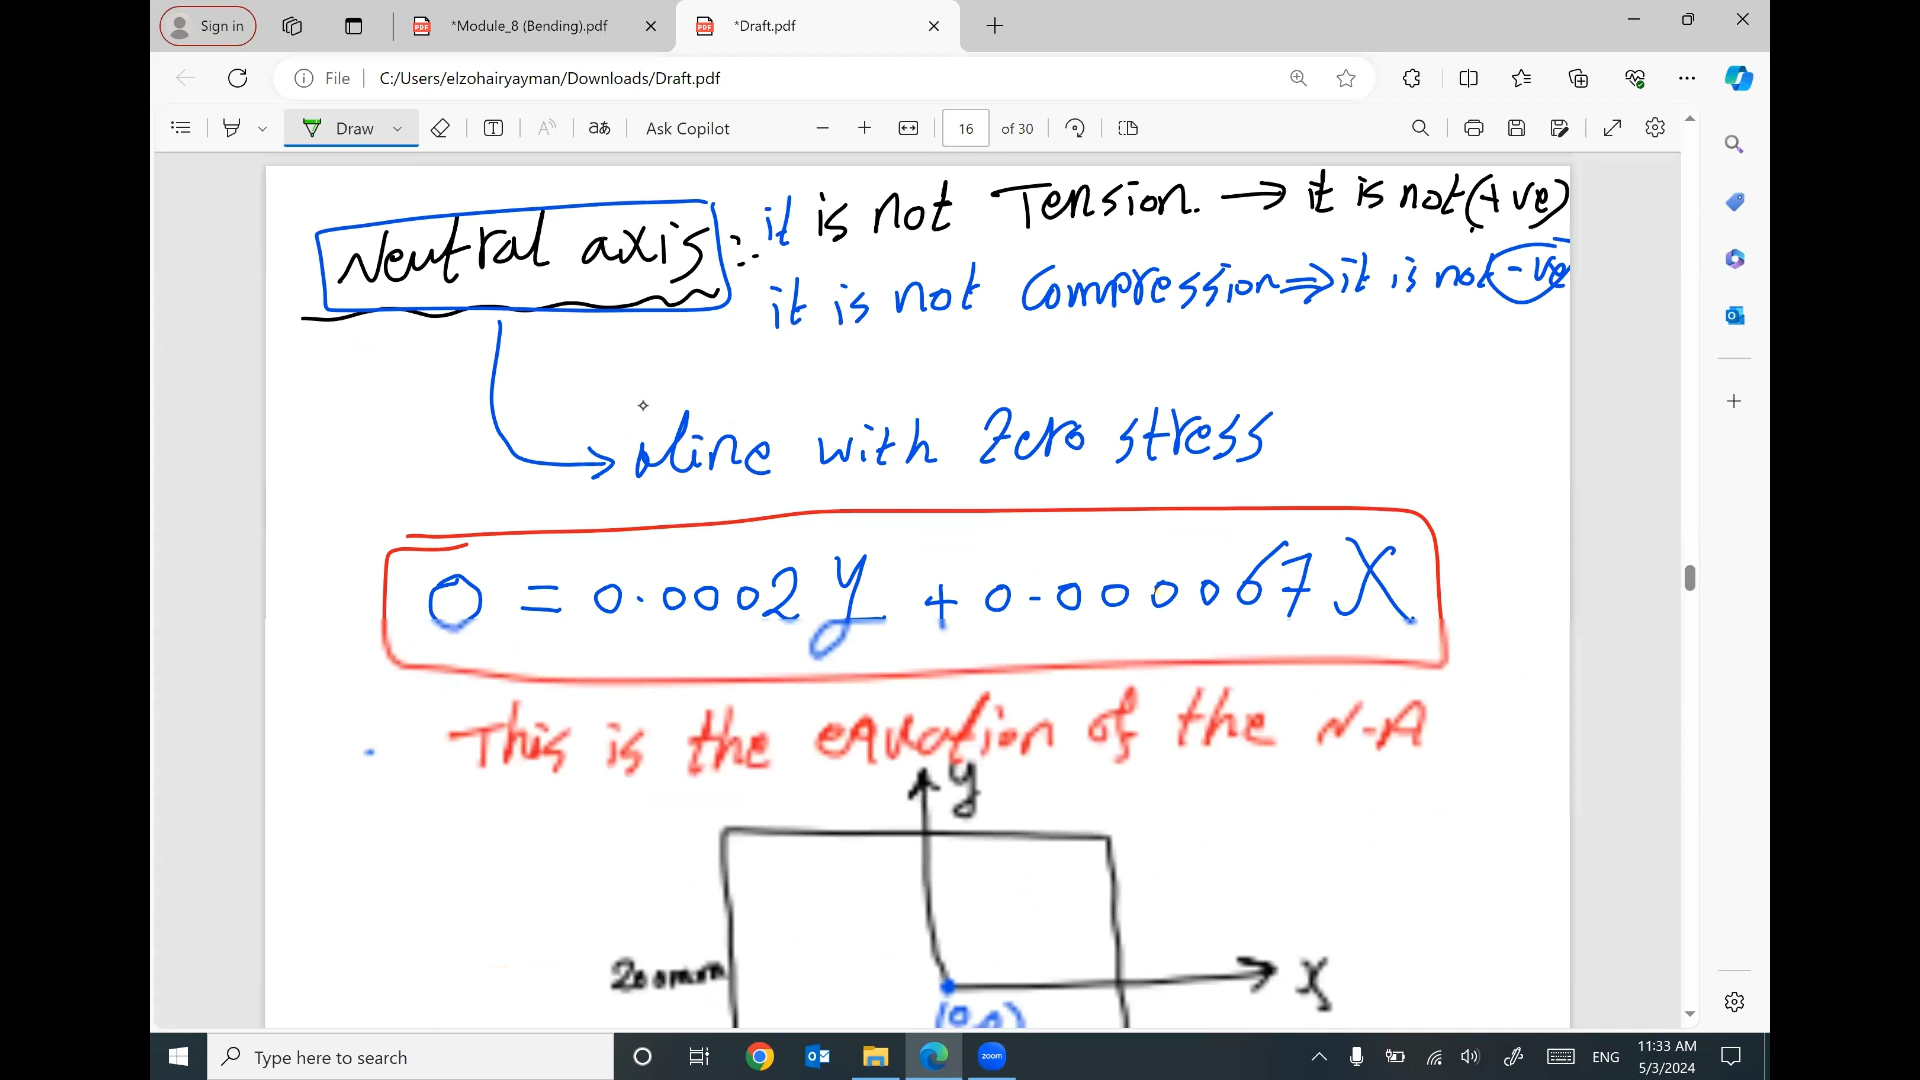 Sign in
*Module_8 (Bending).pdf
*Draft.pdf
File
C:/Users/elzohairyayman/Downloads/Draft.pdf
Draw
Ask Copilot
16 of 30
Neutral axis :- it is not Tension. → it is not (+ve)
it is not Compression ⇒ it is not -ve
→ line with Zero stress
0 = 0.0002 y + 0.000067 X
This is the equation of the N-A
y
200mm
X
(0,0)
Type here to search
zoom
ENG
11:33 AM
5/3/2024